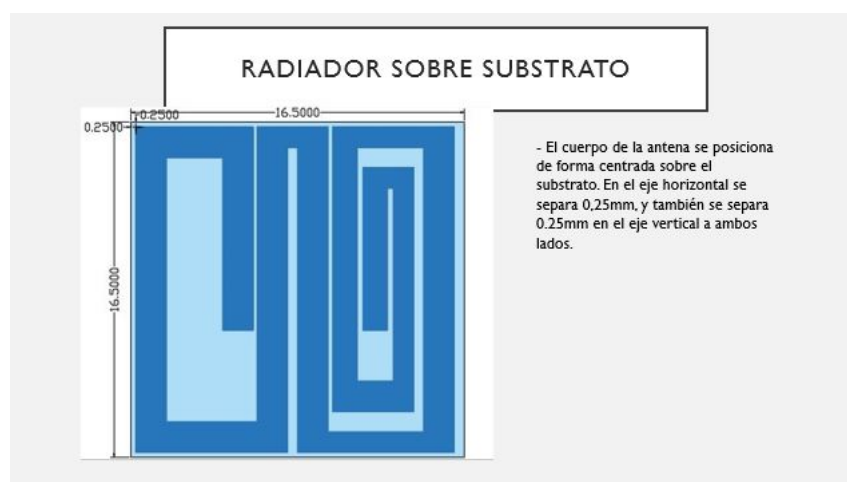 RADIADOR SOBRE SUBSTRATO
0.2500
16.5000
0.2500
16.5000
- El cuerpo de la antena se posiciona
de forma centrada sobre el
substrato. En el eje horizontal se
separa 0,25mm, y también se separa
0.25mm en el eje vertical a ambos
lados.